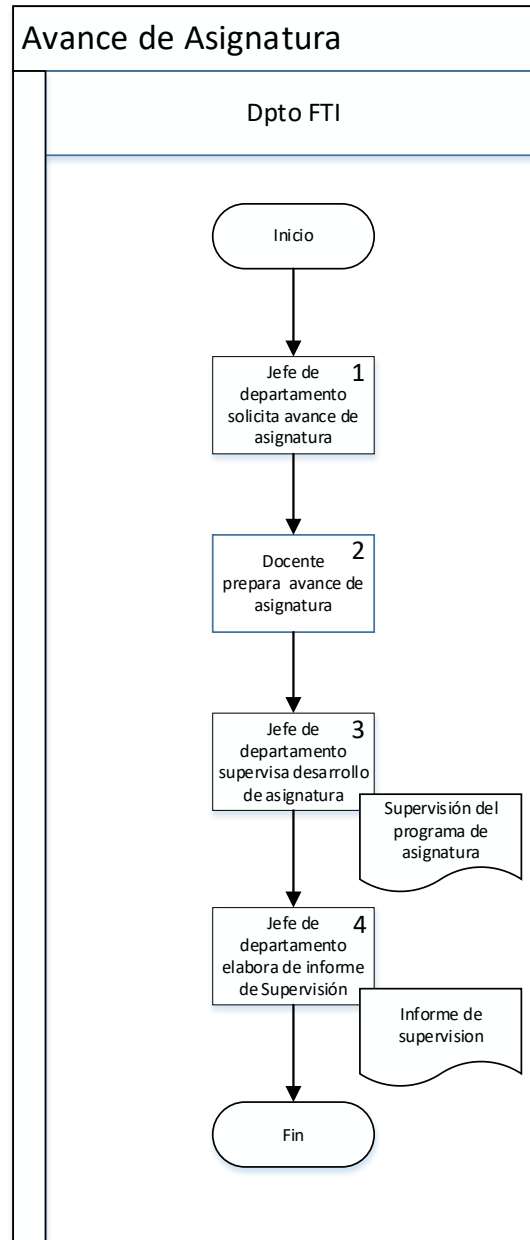 Avance de Asignatura
Dpto FTI
Inicio
1
Jefe de
departamento
solicita avance de
asignatura
2
Docente
prepara avance de
asignatura
3
Jefe de
departamento
supervisa desarrollo
de asignatura
Supervisión del
programa de
asignatura
4
Jefe de
departamento
elabora de informe
de Supervisión
Informe de
supervision
Fin